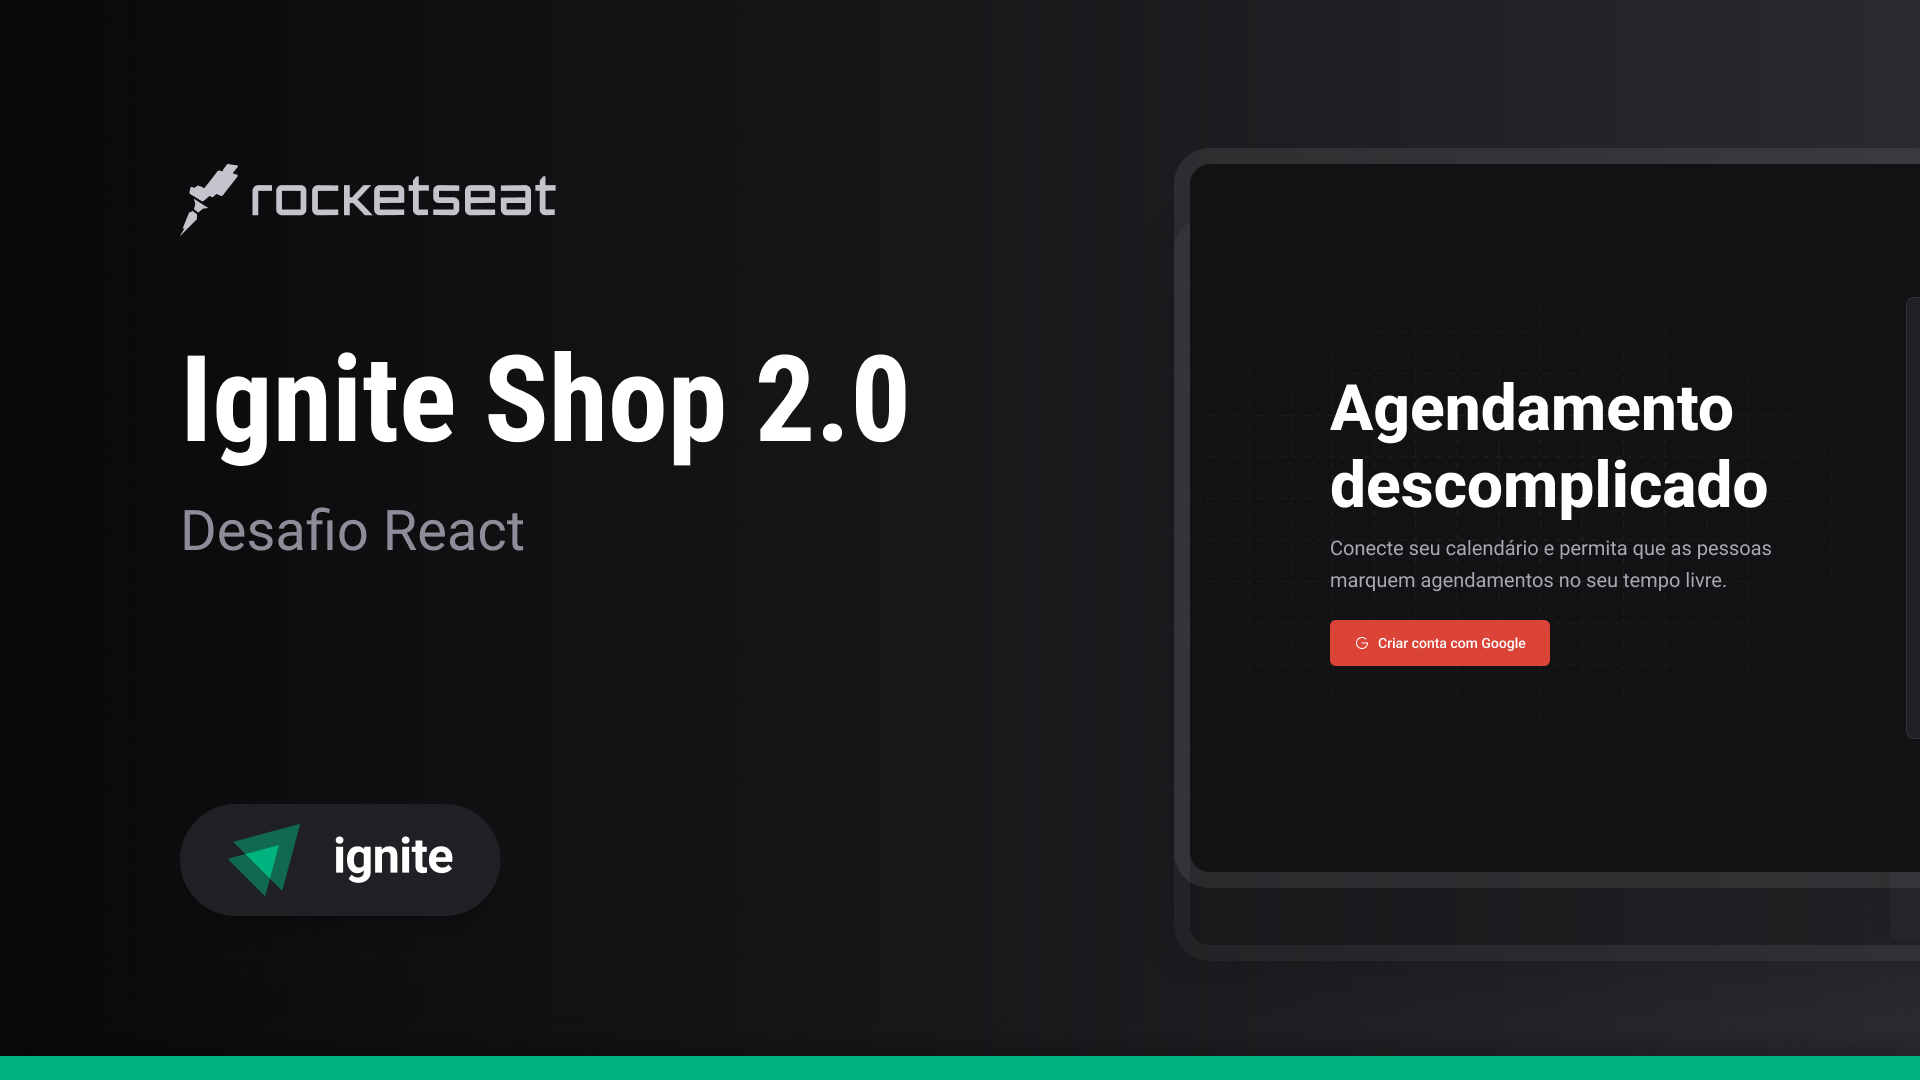 rocketseat
Ignite Shop 2.0
Desafio React
ignite
Agendamento
descomplicado
Conecte seu calendário e permita que as pessoas
marquem agendamentos no seu tempo livre.
Criar conta com Google